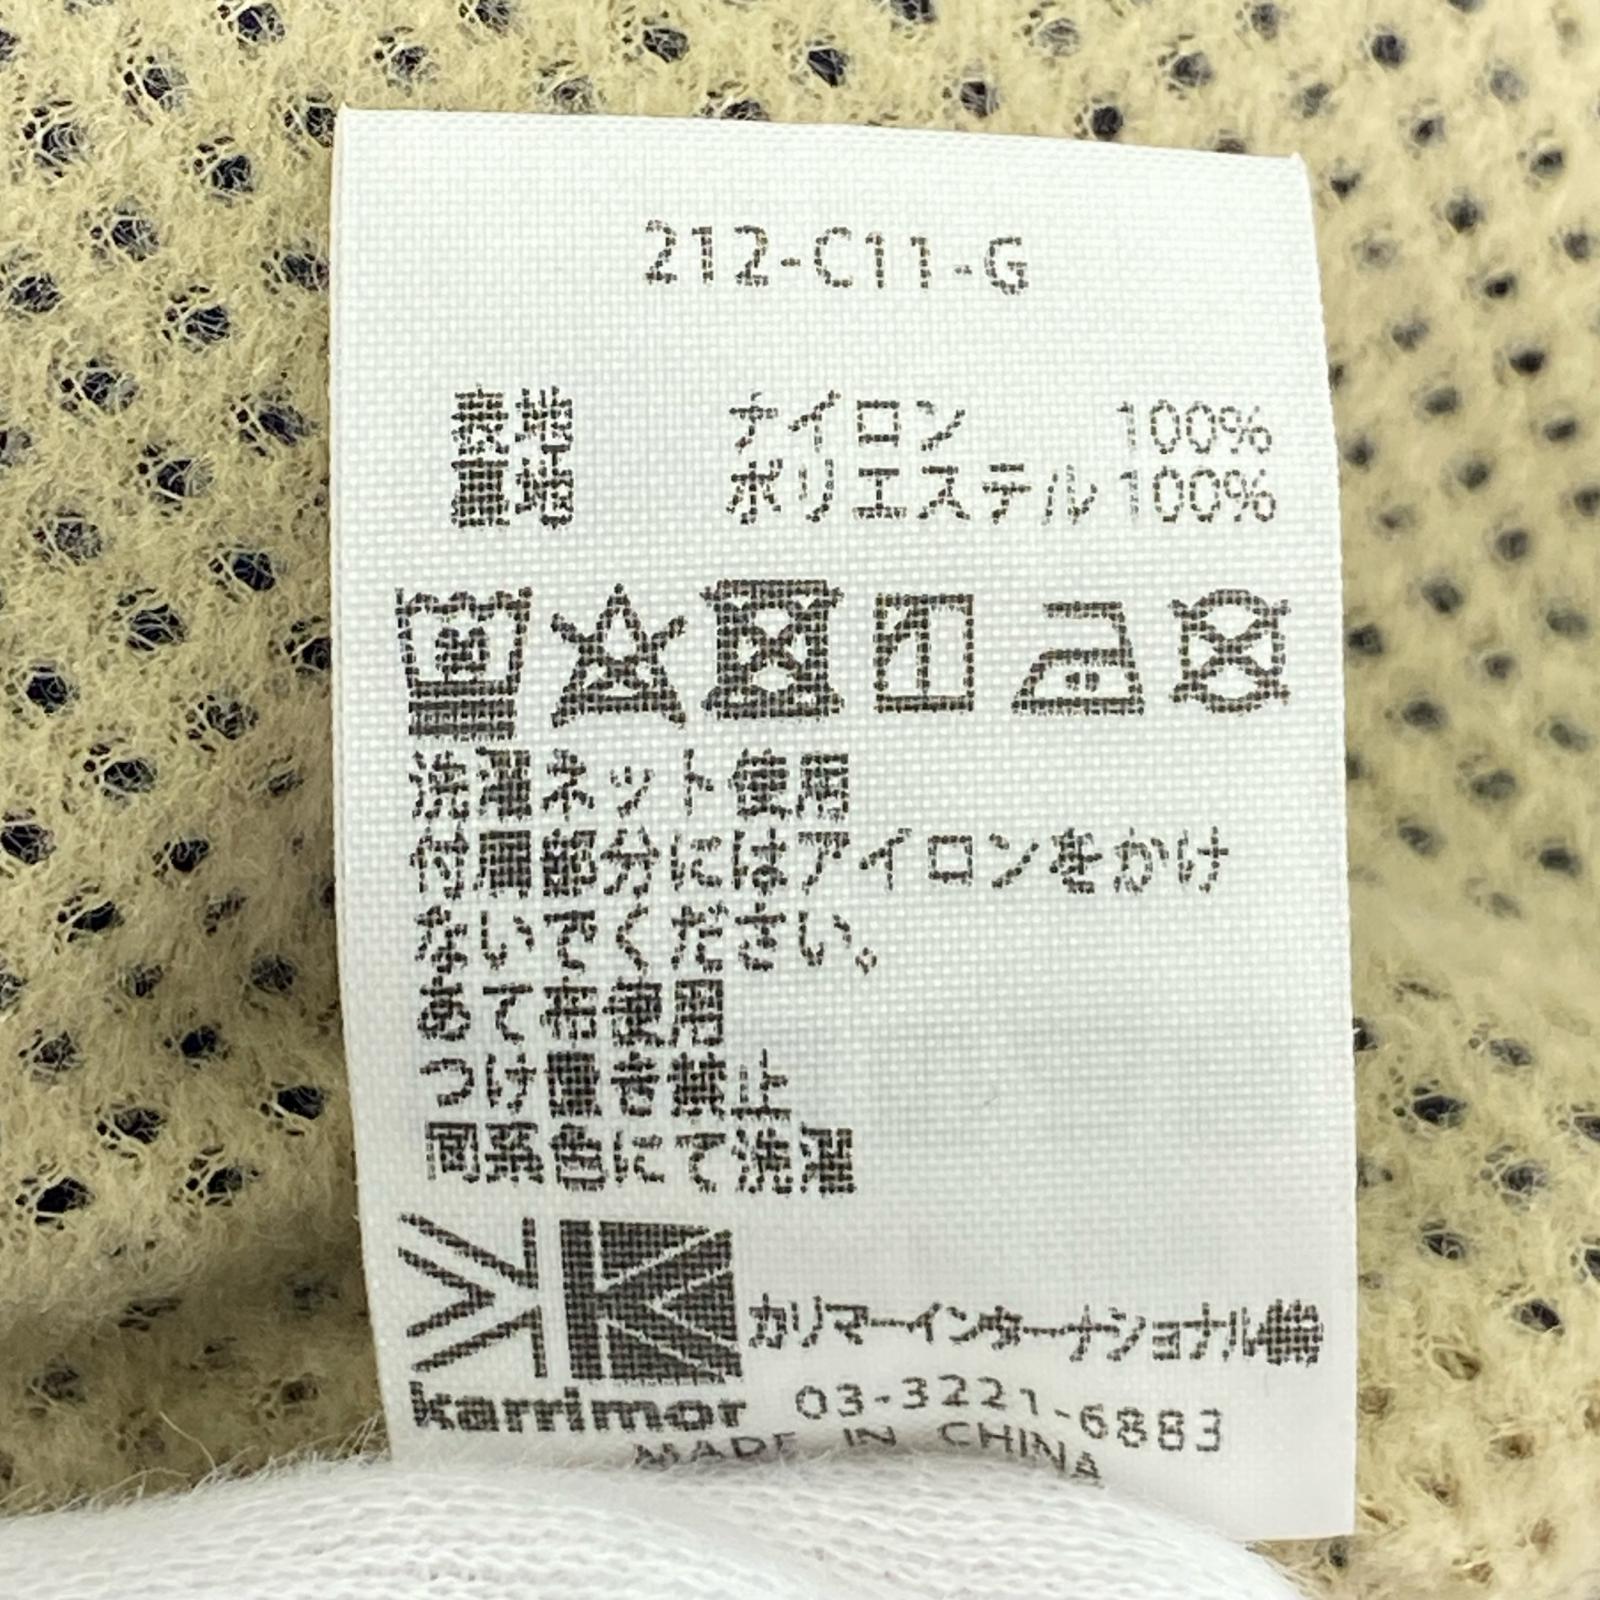 212-C11-G
表地 ナイロン 100%
裏地 ポリエステル 100%
洗濯ネット使用
付属部分にはアイロンをかけ
ないでください。
あて布使用
つけ置き禁止
同系色にて洗濯
カリマーインターナショナル㈱
karrimor 03-3221-6883
MADE IN CHINA